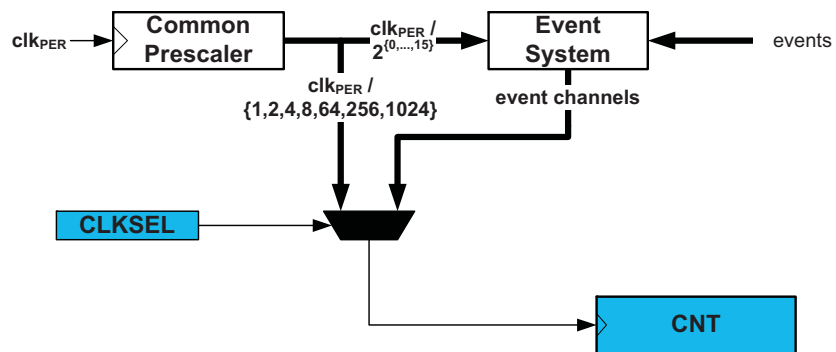 clkPER
Common
Prescaler
clkPER /
2{0,...,15}
Event
System
events
clkPER /
{1,2,4,8,64,256,1024}
event channels
CLKSEL
CNT